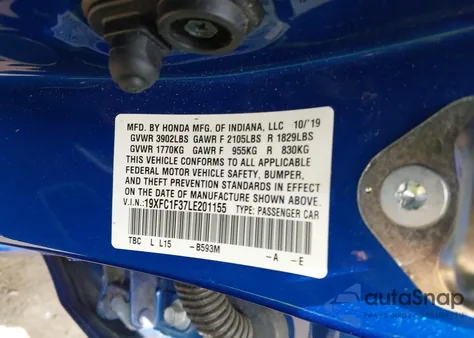 MFD. BY HONDA MFG. OF INDIANA, LLC 10/'19
GVWR 3902LBS GAWR F 2105LBS R 1829LBS
GVWR 1770KG GAWR F 955KG R 830KG
THIS VEHICLE CONFORMS TO ALL APPLICABLE
FEDERAL MOTOR VEHICLE SAFETY, BUMPER,
AND THEFT PREVENTION STANDARDS IN EFFECT
ON THE DATE OF MANUFACTURE SHOWN ABOVE.
V.I.N.:19XFC1F37LE201155 TYPE: PASSENGER CAR
TBC L L15 -B593M -A -E
autoSnap